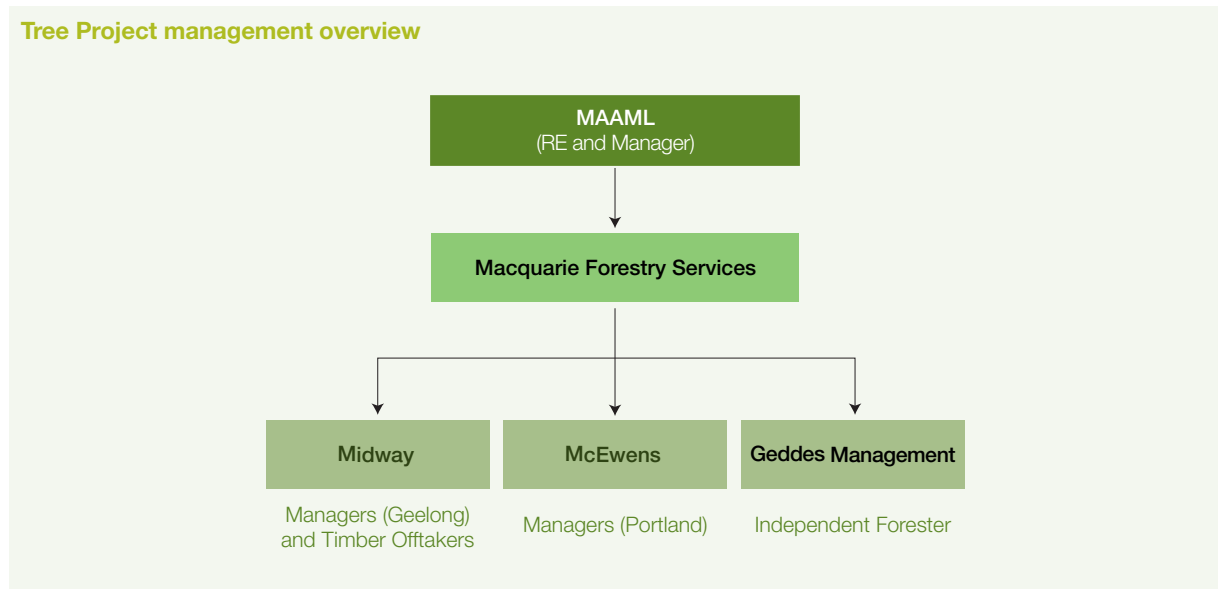 Tree Project management overview
MAAML
(RE and Manager)
Macquarie Forestry Services
Midway
McEwens
Geddes Management
Managers (Geelong)
and Timber Offtakers
Managers (Portland)
Independent Forester